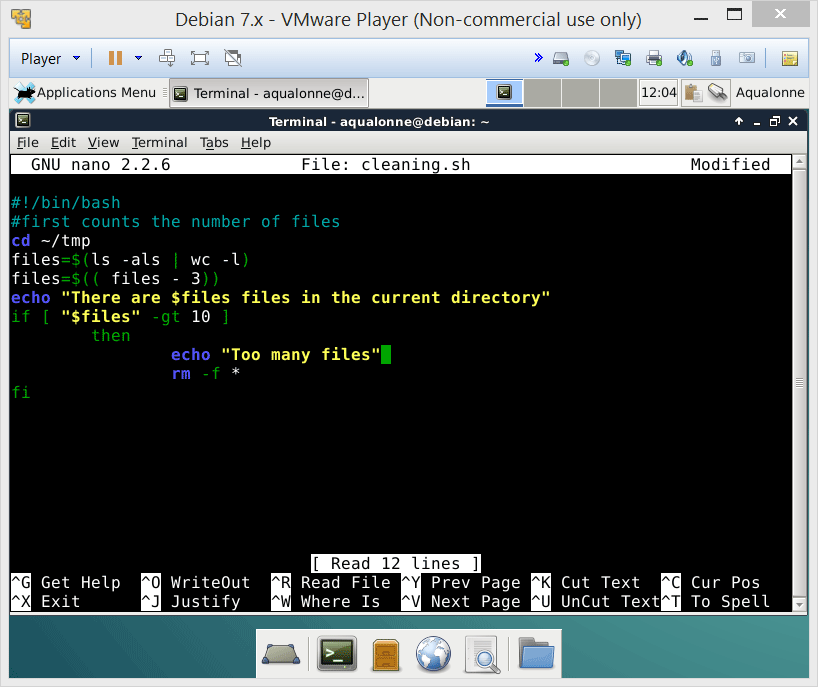 Debian 7.x - VMware Player (Non-commercial use only)
Player
Applications Menu
Terminal - aqualonne@d...
12:04
Aqualonne
Terminal - aqualonne@debian: ~
File Edit View Terminal Tabs Help
GNU nano 2.2.6 File: cleaning.sh Modified
#!/bin/bash
#first counts the number of files
cd ~/tmp
files=$(ls -als | wc -l)
files=$(( files - 3))
echo "There are $files files in the current directory"
if [ "$files" -gt 10 ]
then
echo "Too many files"
rm -f *
fi
[ Read 12 lines ]
^G Get Help ^O WriteOut ^R Read File ^Y Prev Page ^K Cut Text ^C Cur Pos
^X Exit ^J Justify ^W Where Is ^V Next Page ^U UnCut Text ^T To Spell